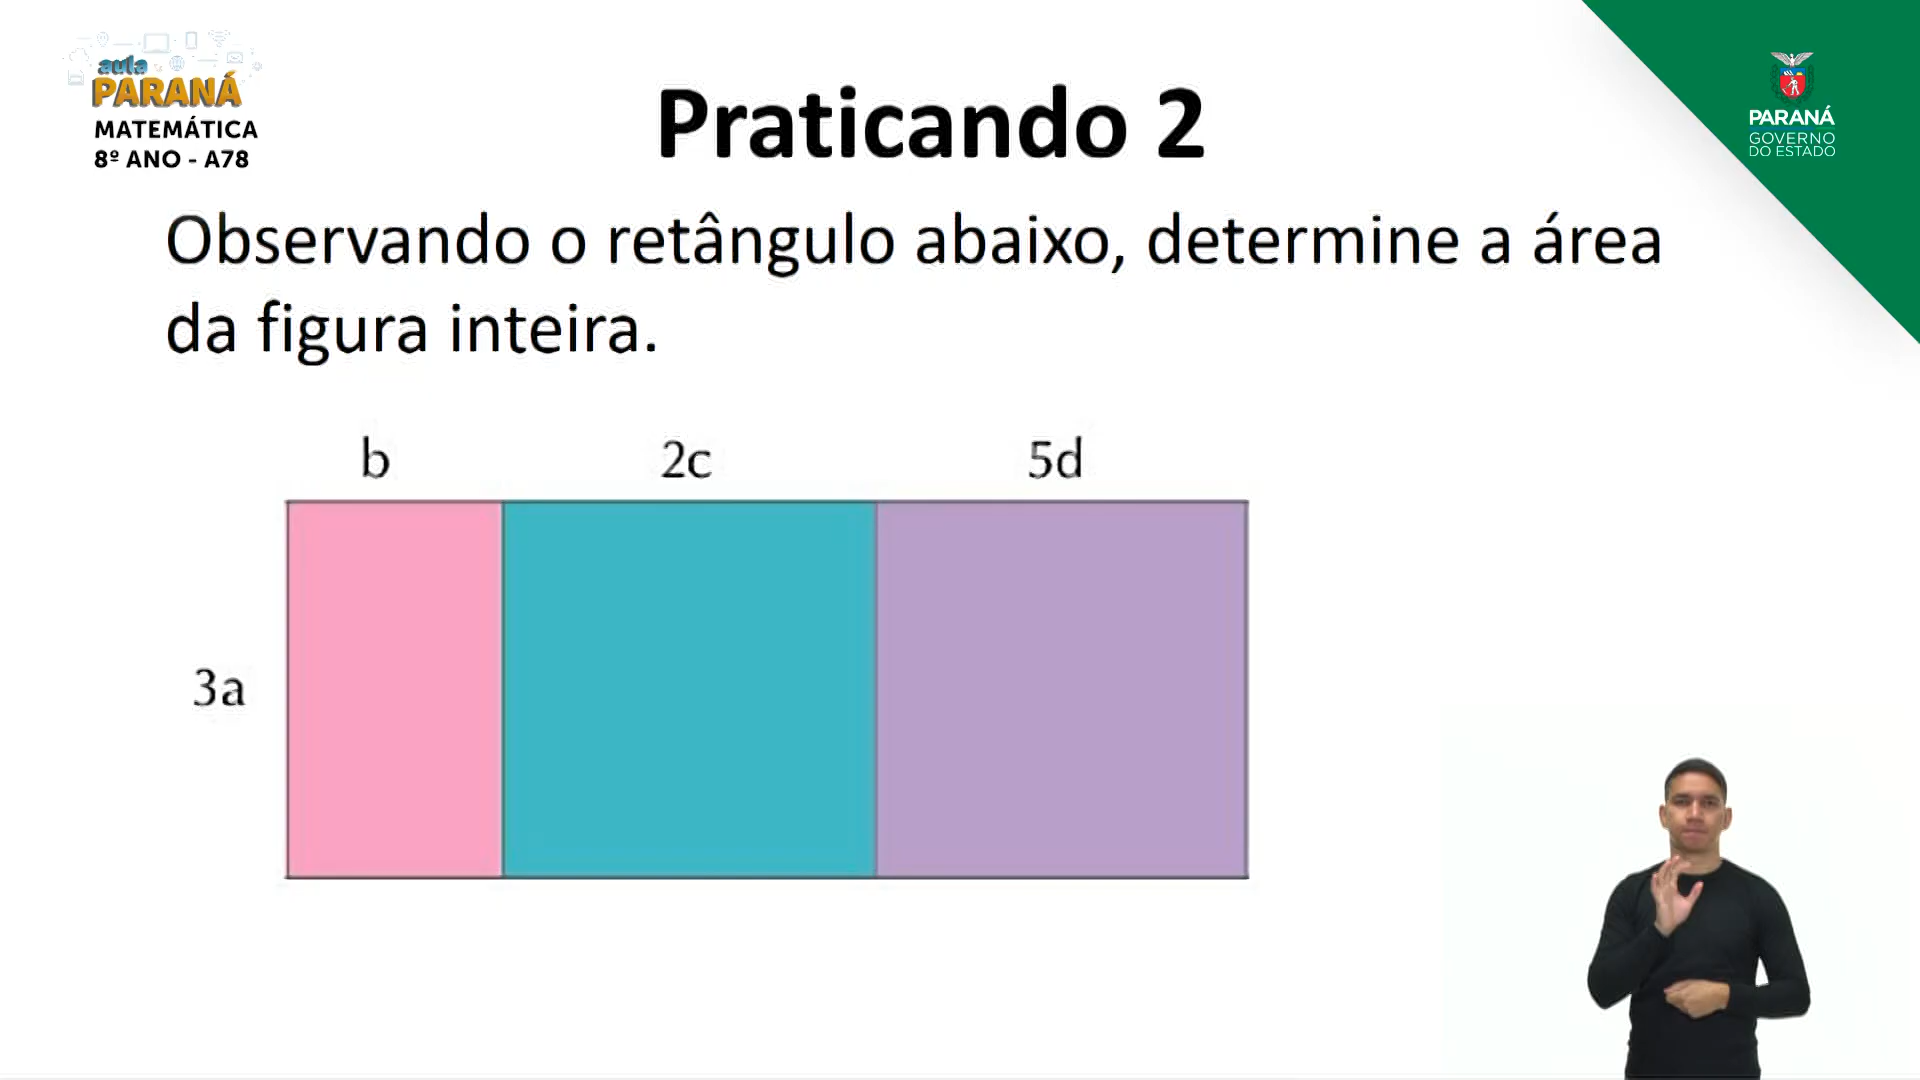 aula
PARANÁ
MATEMÁTICA
8º ANO - A78
Praticando 2
PARANÁ
GOVERNO
DO ESTADO
Observando o retângulo abaixo, determine a área
da figura inteira.
b 2c 5d
3a